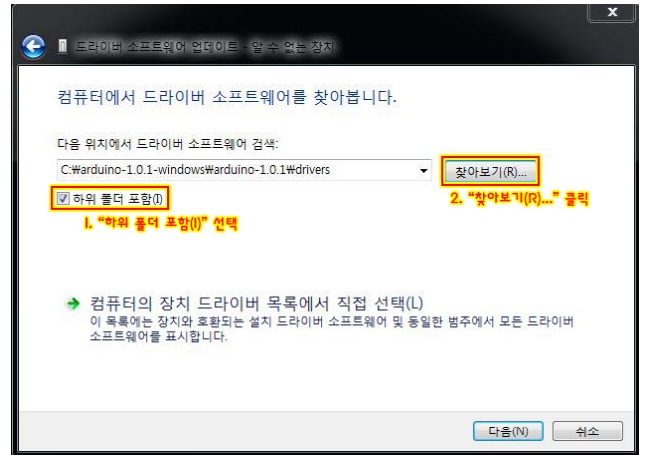 x
드라이버 소프트웨어 업데이트 - 알 수 없는 장치
컴퓨터에서 드라이버 소프트웨어를 찾아봅니다.
다음 위치에서 드라이버 소프트웨어 검색:
C:₩arduino-1.0.1-windows₩arduino-1.0.1₩drivers
찾아보기(R)...
하위 폴더 포함(I)
2. “찾아보기(R)...” 클릭
1. “하위 폴더 포함(I)” 선택
컴퓨터의 장치 드라이버 목록에서 직접 선택(L)
이 목록에는 장치와 호환되는 설치 드라이버 소프트웨어 및 동일한 범주에서 모든 드라이버
소프트웨어를 표시합니다.
다음(N)
취소